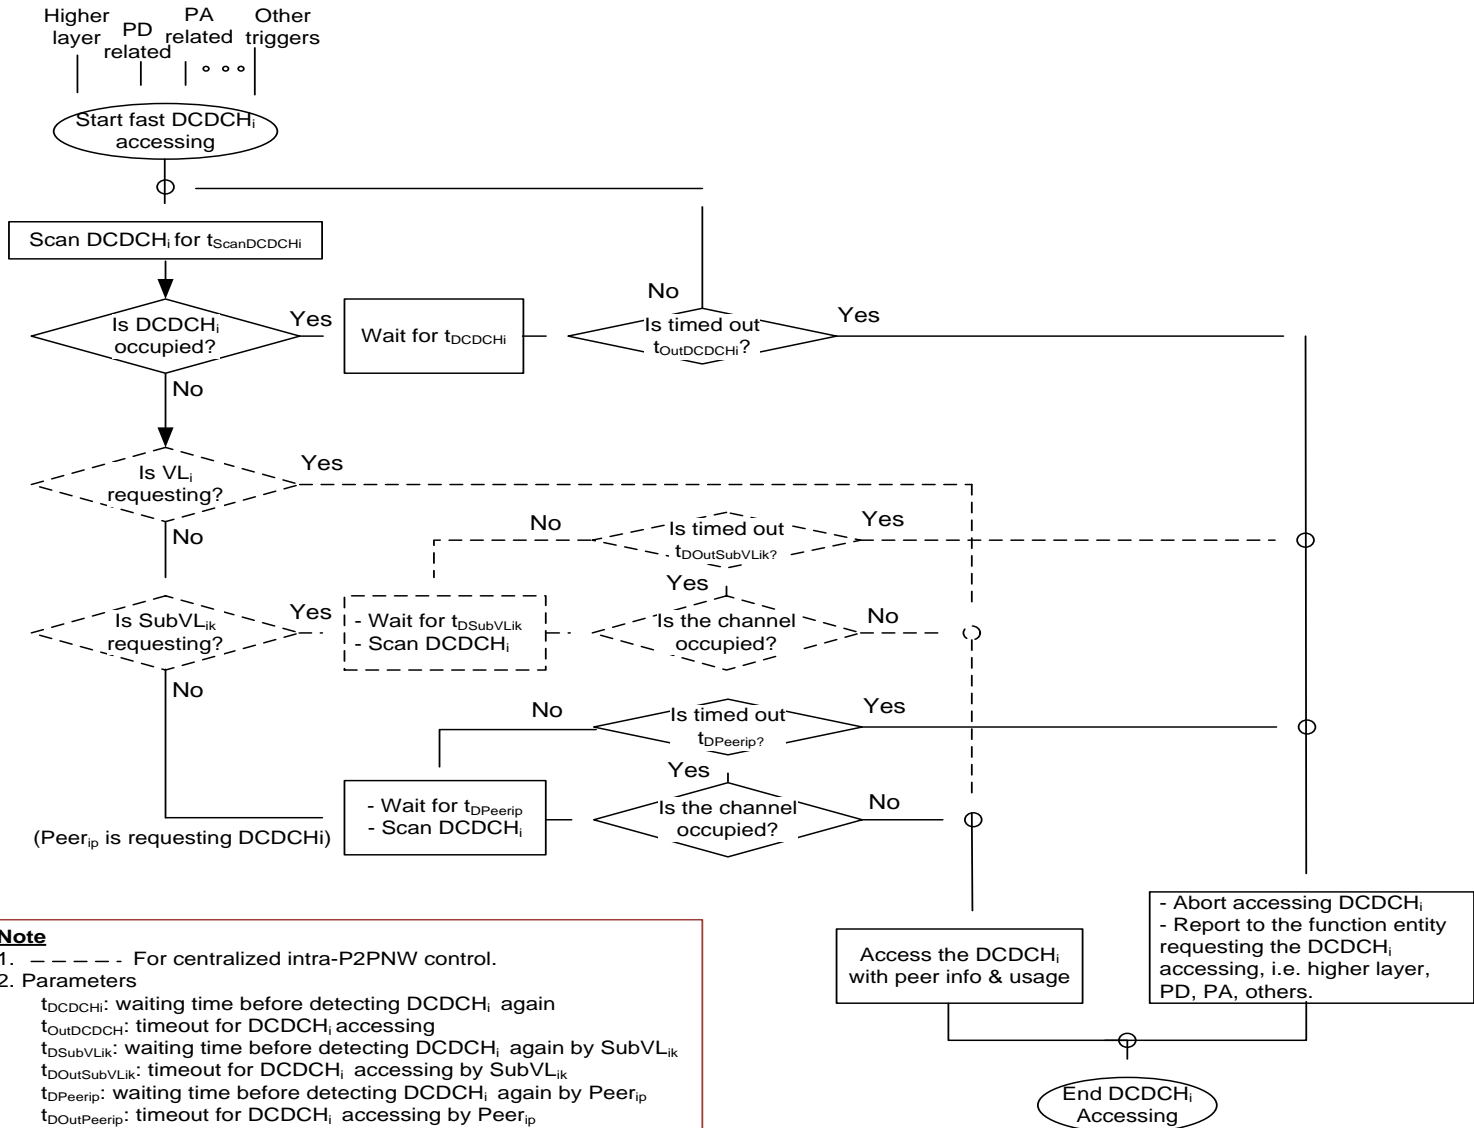 Higher
layer
PD
related
PA
related
Other
triggers
Start fast DCDCHi
accessing
Scan DCDCHi for tScanDCDCHi
Is DCDCHi
occupied?
Yes
Wait for tDCDCHi
No
Is timed out
tOutDCDCHi?
Yes
No
Is VLi
requesting?
Yes
No
No
Is timed out
tDOutSubVLik?
Yes
Yes
Is SubVLik
requesting?
Yes
- Wait for tDSubVLik
- Scan DCDCHi
Is the channel
occupied?
No
No
No
Is timed out
tDPeerip?
Yes
Yes
(Peerip is requesting DCDCHi)
- Wait for tDPeerip
- Scan DCDCHi
Is the channel
occupied?
No
Access the DCDCHi
with peer info & usage
- Abort accessing DCDCHi
- Report to the function entity
requesting the DCDCHi
accessing, i.e. higher layer,
PD, PA, others.
End DCDCHi
Accessing
Note
1. ----- For centralized intra-P2PNW control.
2. Parameters
tDCDCHi: waiting time before detecting DCDCHi again
tOutDCDCH: timeout for DCDCHi accessing
tDSubVLik: waiting time before detecting DCDCHi again by SubVLik
tDOutSubVLik: timeout for DCDCHi accessing by SubVLik
tDPeerip: waiting time before detecting DCDCHi again by Peerip
tDOutPeerip: timeout for DCDCHi accessing by Peerip